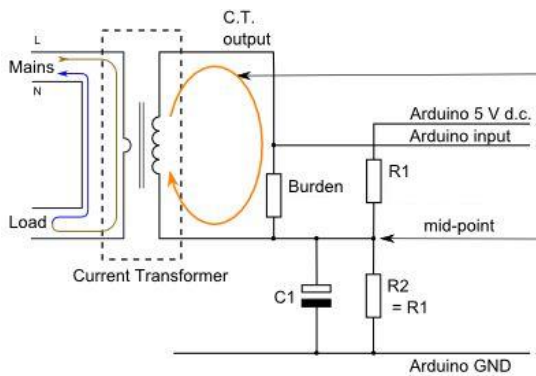 C.T.
output
L
Mains
N
Arduino 5 V d.c.
Arduino input
Burden
R1
Load
mid-point
Current Transformer
C1
R2
= R1
Arduino GND